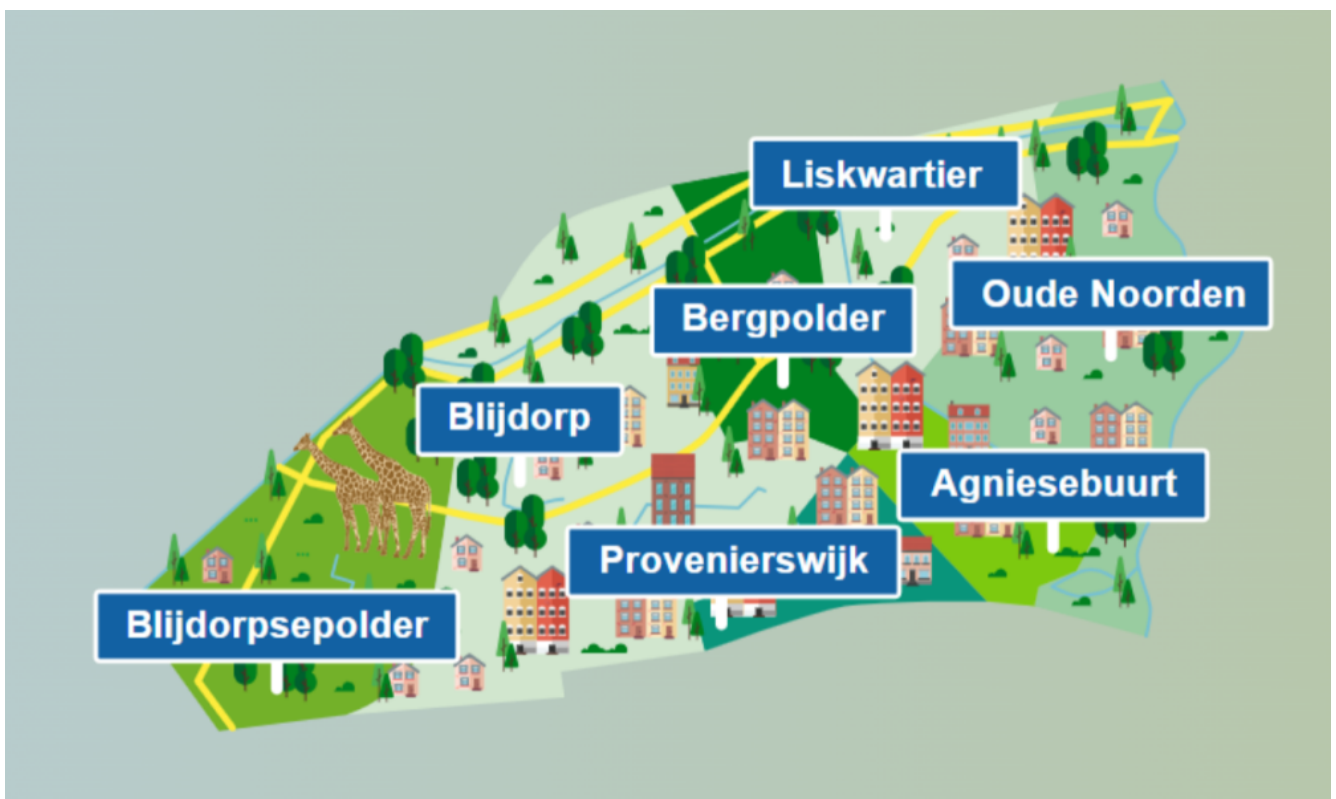 Liskwartier
Oude Noorden
Bergpolder
Blijdorp
Agniesebuurt
Provenierswijk
Blijdorpsepolder